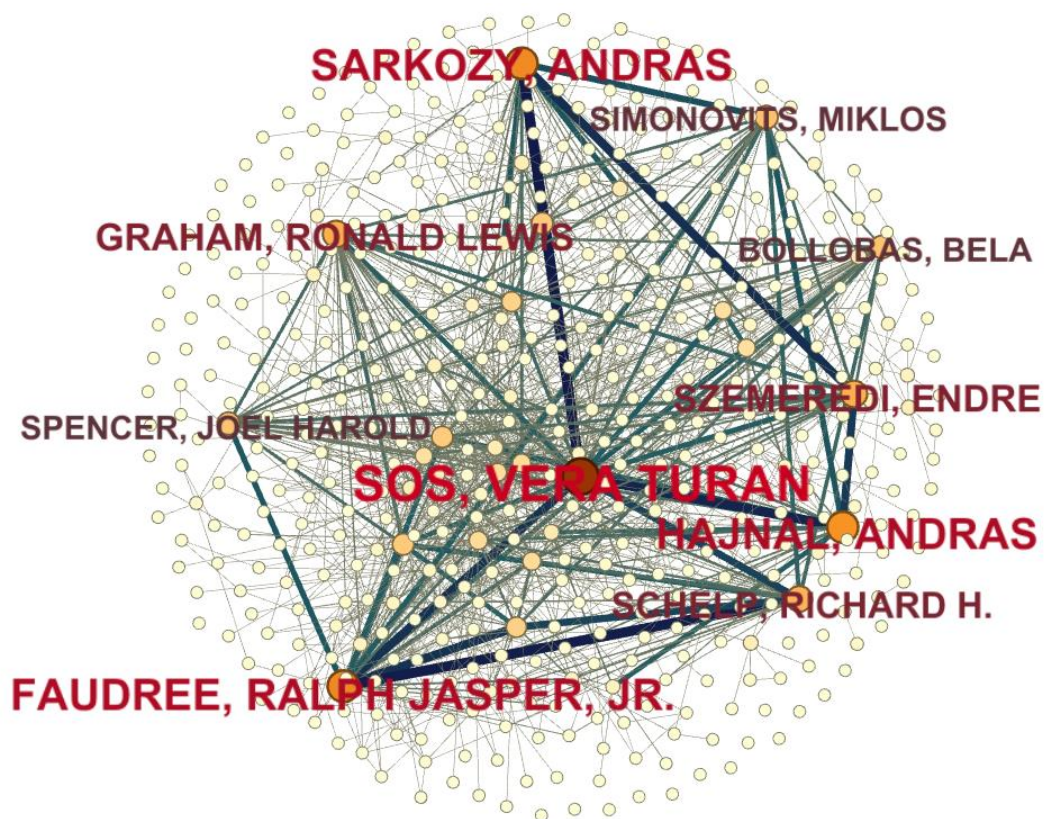 SARKOZY, ANDRAS
SIMONOVITS, MIKLOS
GRAHAM, RONALD LEWIS
BOLLOBAS, BELA
SZEMEREDI, ENDRE
SPENCER, JOEL HAROLD
SOS, VERA TURAN
HAJNAL, ANDRAS
SCHELP, RICHARD H.
FAUDREE, RALPH JASPER, JR.